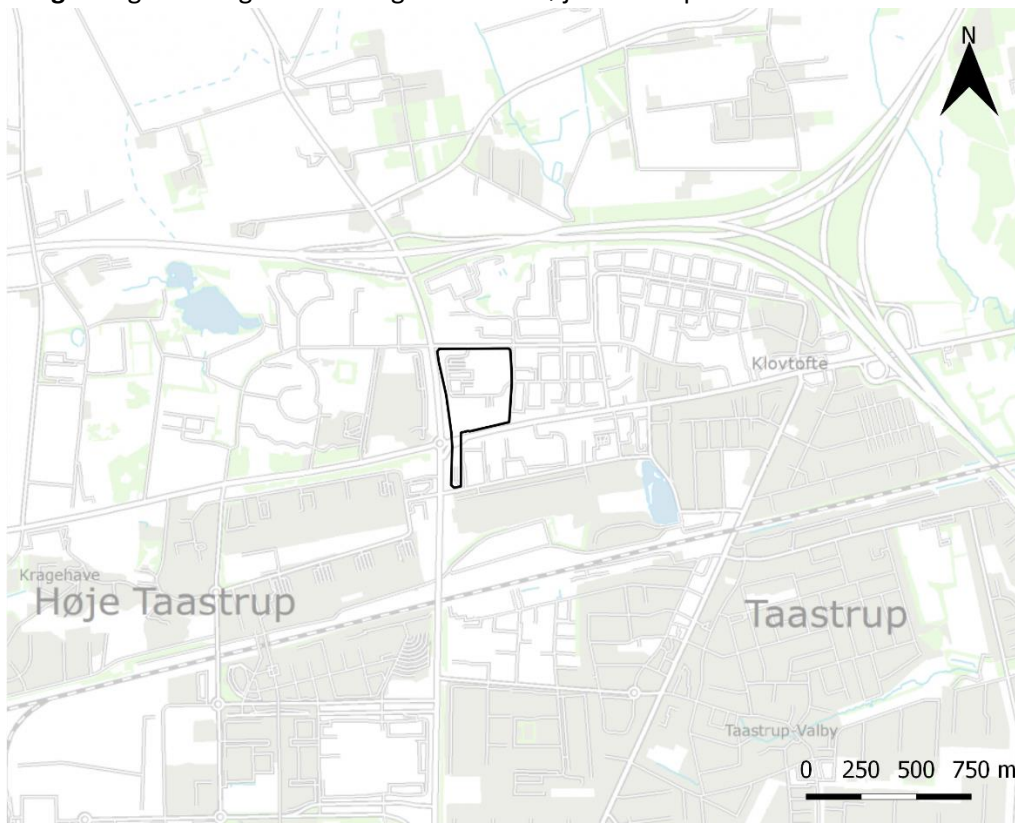 N
Klovtofte
Kragehave
Høje Taastrup
Taastrup
Taastrup-Valby
0 250 500 750 m